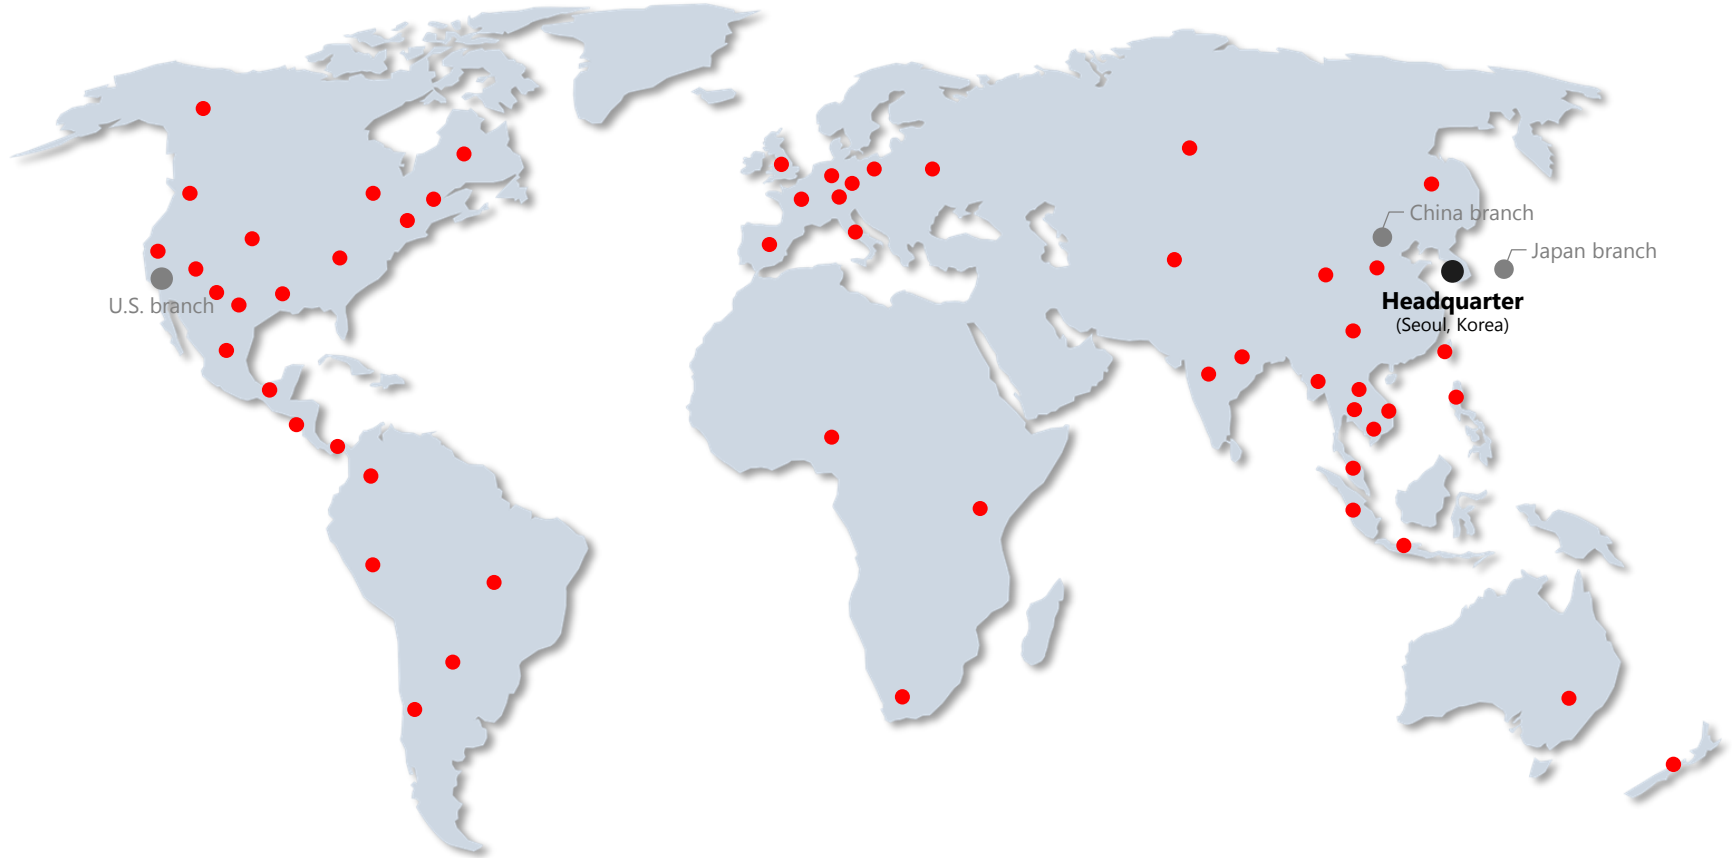 China branch
Japan branch
U.S. branch
Headquarter
(Seoul, Korea)